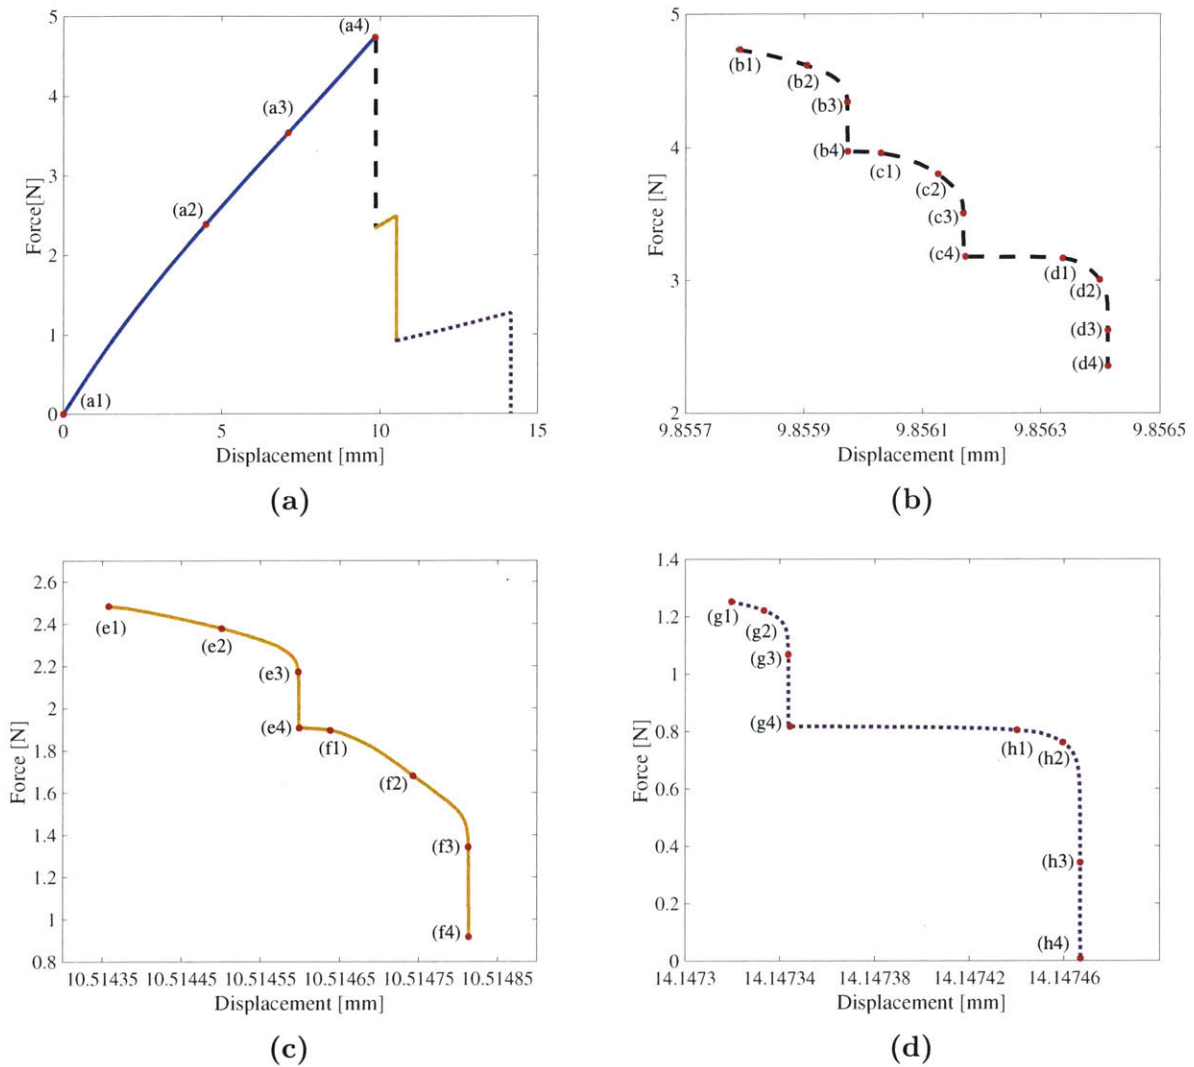 5
4
3
2
1
0
Force[N]
(a1)
(a2)
(a3)
(a4)
0
5
10
15
Displacement [mm]
(a)
5
4
3
2
Force [N]
(b1)
(b2)
(b3)
(b4)
(c1)
(c2)
(c3)
(c4)
(d1)
(d2)
(d3)
(d4)
9.8557
9.8559
9.8561
9.8563
9.8565
Displacement [mm]
(b)
2.6
2.4
2.2
2
1.8
1.6
1.4
1.2
1
0.8
Force [N]
(e1)
(e2)
(e3)
(e4)
(f1)
(f2)
(f3)
(f4)
10.51435
10.51445
10.51455
10.51465
10.51475
10.51485
Displacement [mm]
(c)
1.4
1.2
1
0.8
0.6
0.4
0.2
0
Force [N]
(g1)
(g2)
(g3)
(g4)
(h1)
(h2)
(h3)
(h4)
14.1473
14.14734
14.14738
14.14742
14.14746
Displacement [mm]
(d)